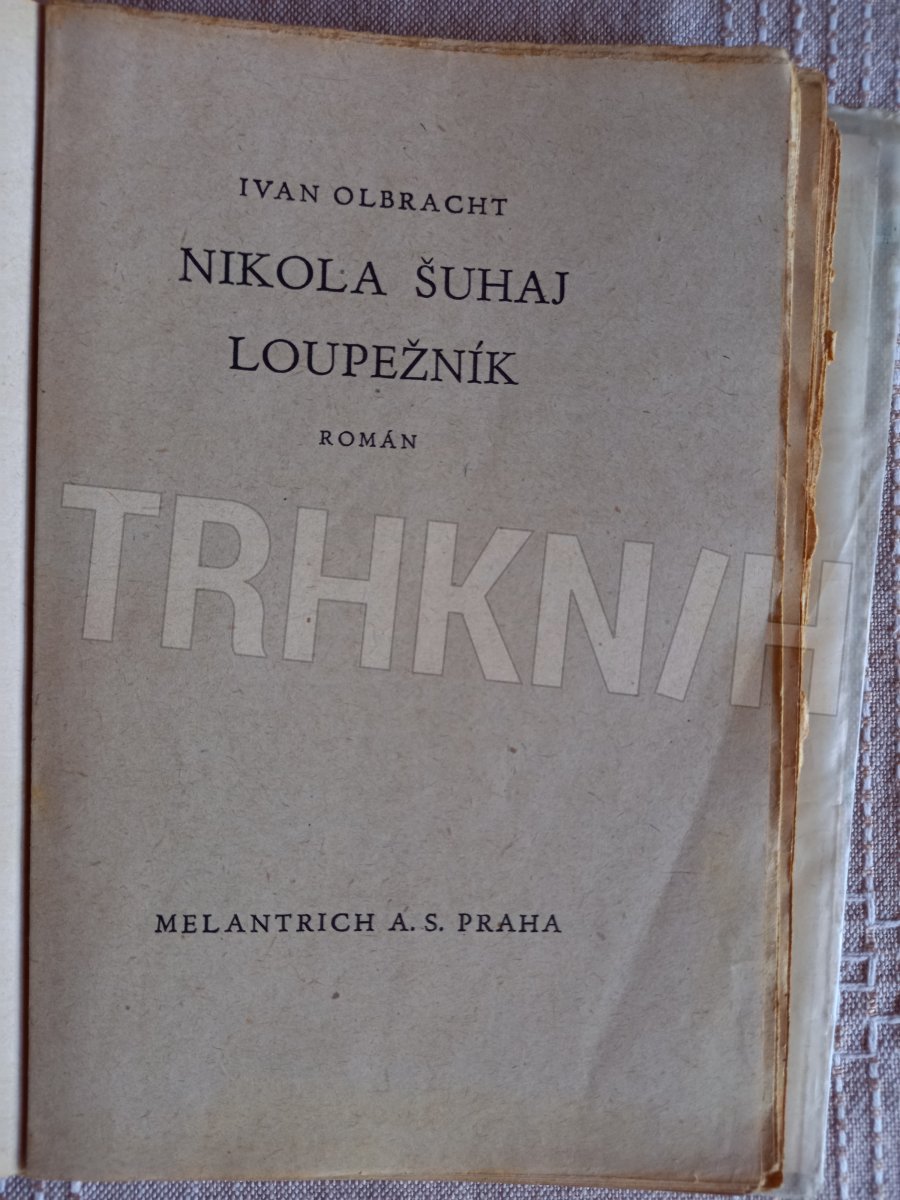 IVAN OLBRACHT
NIKOLA ŠUHAJ
LOUPEŽNÍK
ROMÁN
TRHKNIH
MELANTRICH A. S. PRAHA